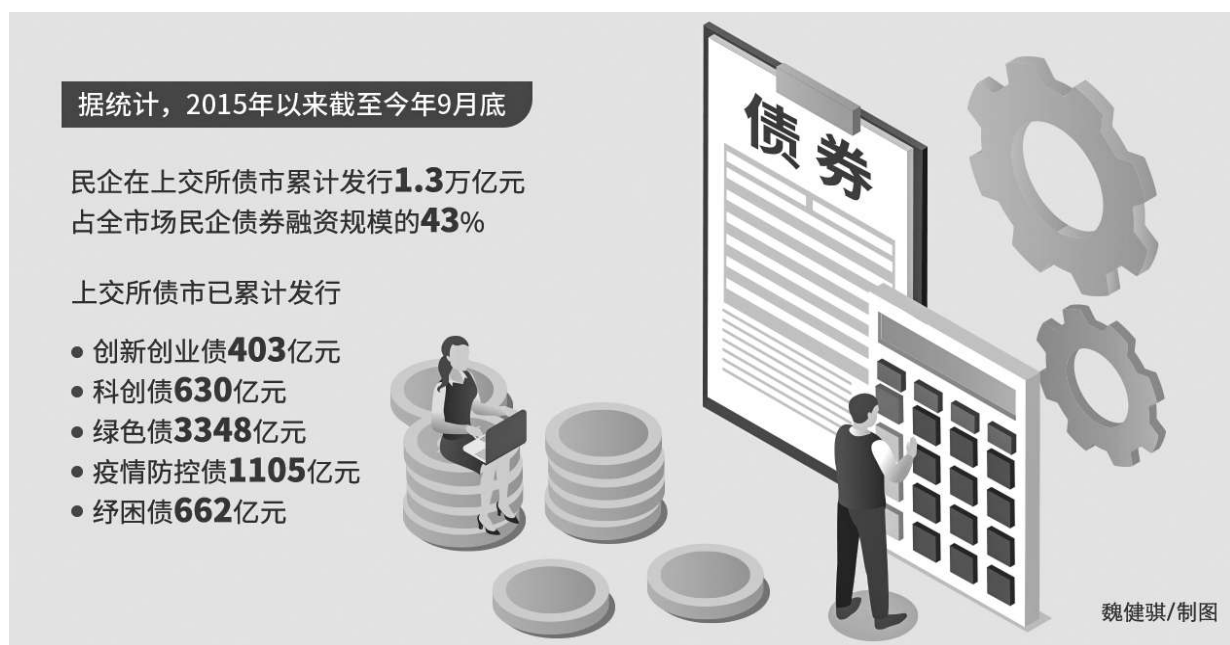 据统计，2015年以来截至今年9月底
民企在上交所债市累计发行1.3万亿元
占全市场民企债券融资规模的43%
上交所债市已累计发行
• 创新创业债403亿元
• 科创债630亿元
• 绿色债3348亿元
• 疫情防控债1105亿元
• 纾困债662亿元
债券
魏健骐/制图